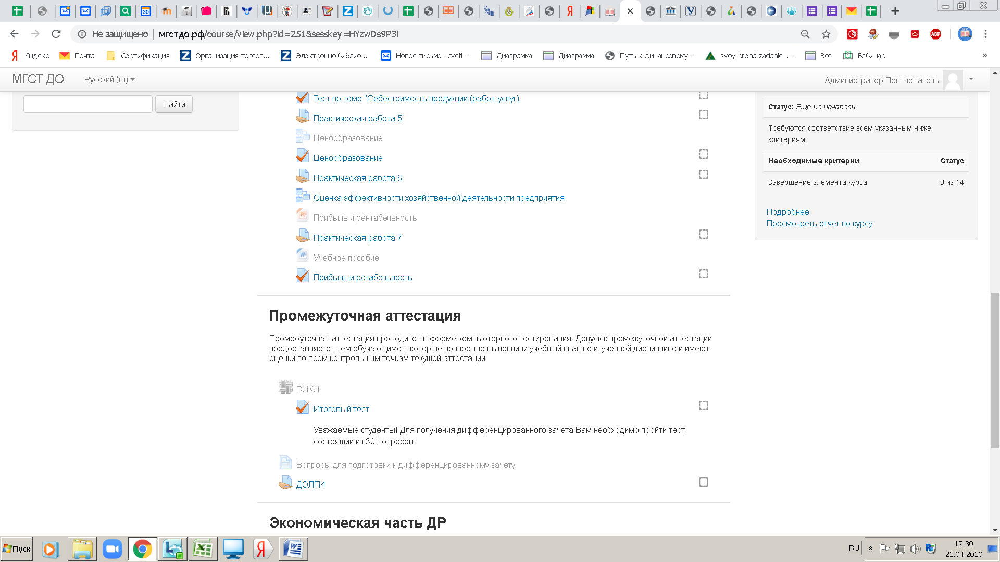 Не защищено | мгстдо.рф/course/view.php?id=251&sesskey=HYzwDs9P3i
Яндекс Почта Сертификация Организация торгов... Электронно библио... Новое письмо - cvetl... Диаграмма Диаграмма Путь к финансовому... svoy-brend-zadanie_... Все Вебинар »
МГСТ ДО Русский (ru) Администратор Пользователь
Найти
Тест по теме "Себестоимость продукции (работ, услуг)
Практическая работа 5
Ценообразование
Ценообразование
Практическая работа 6
Оценка эффективности хозяйственной деятельности предприятия
Прибыль и рентабельность
Практическая работа 7
Учебное пособие
Прибыль и ретабельность
Статус: Еще не началось
Требуются соответствие всем указанным ниже
критериям:
Необходимые критерии Статус
Завершение элемента курса 0 из 14
Подробнее
Просмотреть отчет по курсу
Промежуточная аттестация
Промежуточная аттестация проводится в форме компьютерного тестирования. Допуск к промежуточной аттестации
предоставляется тем обучающимся, которые полностью выполнили учебный план по изученной дисциплине и имеют
оценки по всем контрольным точкам текущей аттестации
ВИКИ
Итоговый тест
Уважаемые студенты! Для получения дифференцированного зачета Вам необходимо пройти тест,
состоящий из 30 вопросов.
Вопросы для подготовки к дифференцированному зачету
ДОЛГИ
Экономическая часть ДР
Пуск
RU
17:30
22.04.2020